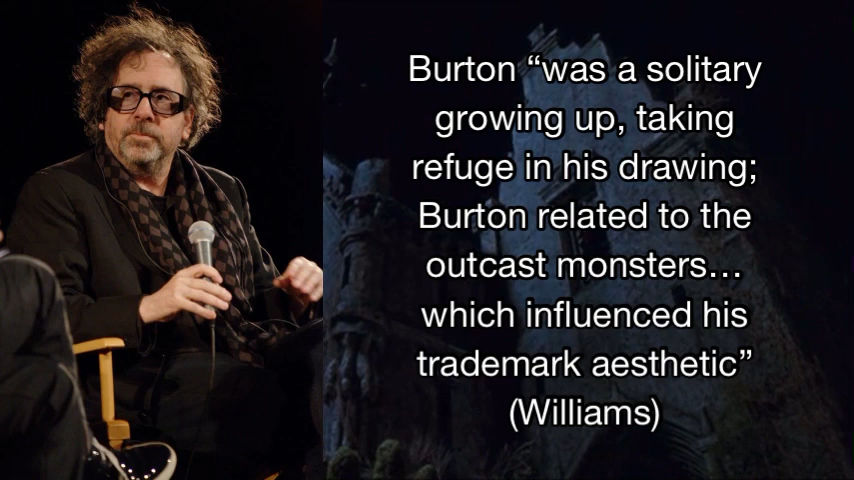 Burton “was a solitary
growing up, taking
refuge in his drawing;
Burton related to the
outcast monsters…
which influenced his
trademark aesthetic”
(Williams)